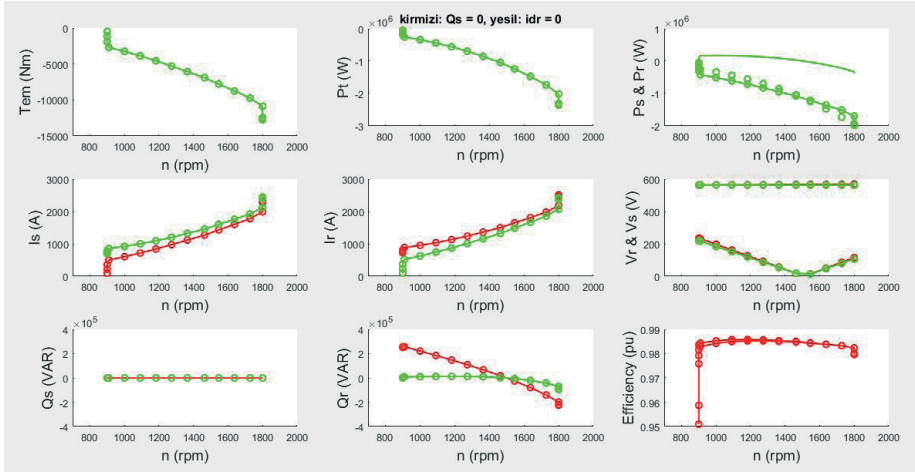 kirmizi: Qs = 0, yesil: idr = 0
Tem (Nm)
0
-5000
-10000
-15000
800 1000 1200 1400 1600 1800 2000
n (rpm)
×10^6
Pt (W)
0
-1
-2
-3
800 1000 1200 1400 1600 1800 2000
n (rpm)
×10^6
Ps & Pr (W)
1
0
-1
-2
800 1000 1200 1400 1600 1800 2000
n (rpm)
Is (A)
3000
2000
1000
0
800 1000 1200 1400 1600 1800 2000
n (rpm)
Ir (A)
3000
2000
1000
0
800 1000 1200 1400 1600 1800 2000
n (rpm)
Vr & Vs (V)
600
400
200
0
800 1000 1200 1400 1600 1800 2000
n (rpm)
×10^5
Qs (VAR)
4
2
0
-2
-4
800 1000 1200 1400 1600 1800 2000
n (rpm)
×10^5
Qr (VAR)
4
2
0
-2
-4
800 1000 1200 1400 1600 1800 2000
n (rpm)
Efficiency (pu)
0.99
0.98
0.97
0.96
0.95
800 1000 1200 1400 1600 1800 2000
n (rpm)